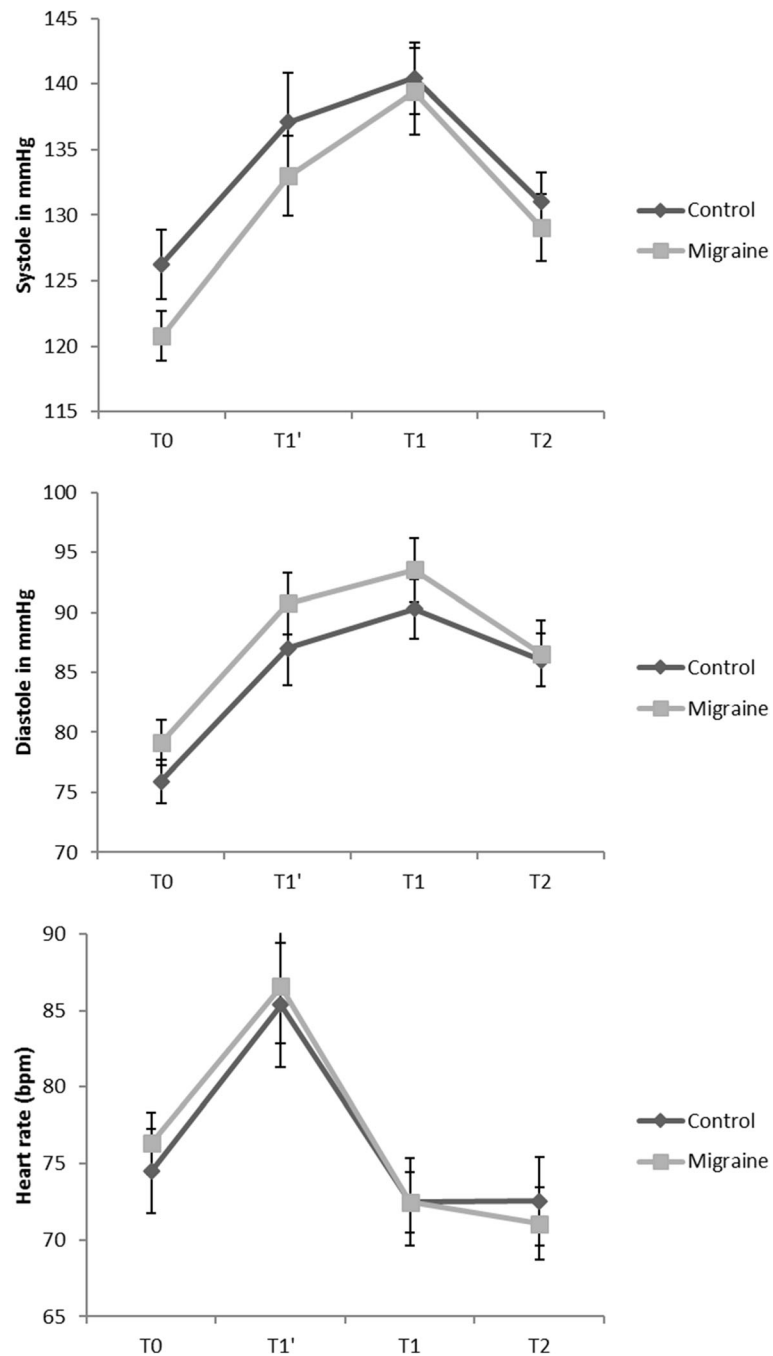 Systole in mmHg
145
140
135
130
125
120
115
T0 T1' T1 T2
Control
Migraine
Diastole in mmHg
100
95
90
85
80
75
70
T0 T1' T1 T2
Control
Migraine
Heart rate (bpm)
90
85
80
75
70
65
T0 T1' T1 T2
Control
Migraine